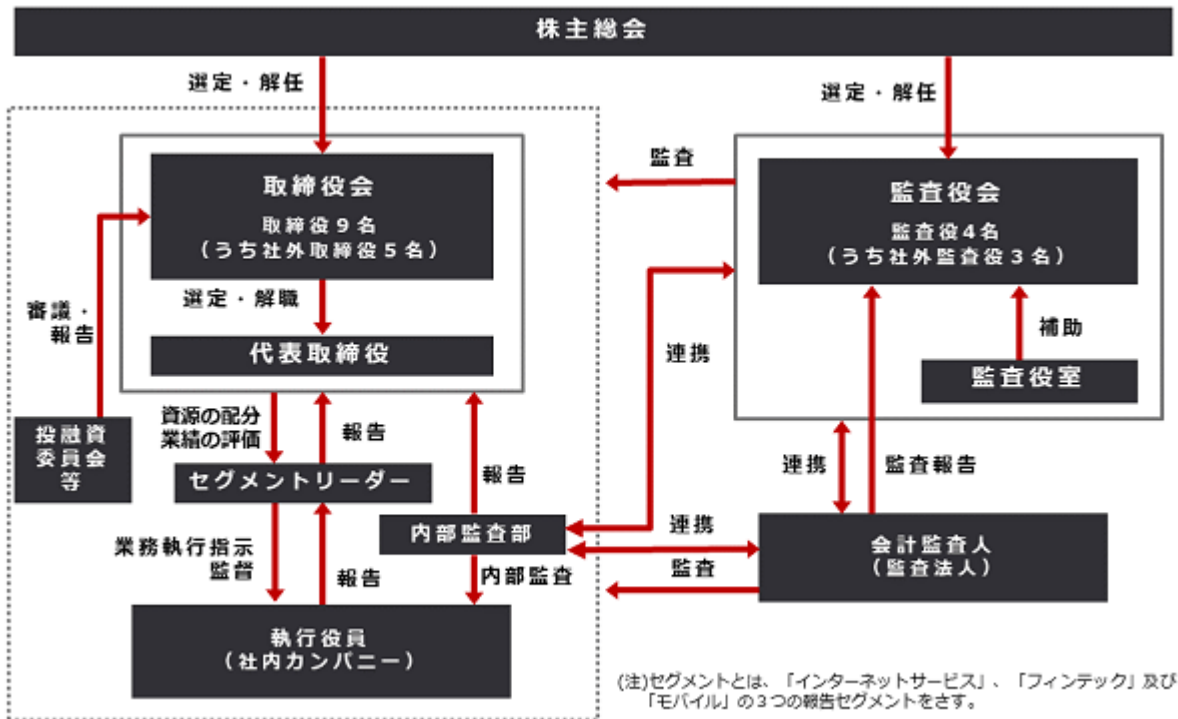 株主総会
選定・解任
選定・解任
取締役会
取締役９名
（うち社外取締役５名）
監査
監査役会
監査役4名
（うち社外監査役３名）
選定・解職
審議・
報告
代表取締役
連携
補助
監査役室
投融資
委員会
等
資源の配分
業績の評価
報告
セグメントリーダー
報告
連携
監査報告
内部監査部
連携
会計監査人
（監査法人）
業務執行指示
監督
報告
内部監査
監査
執行役員
（社内カンパニー）
(注)セグメントとは、「インターネットサービス」、「フィンテック」及び
「モバイル」の３つの報告セグメントをさす。